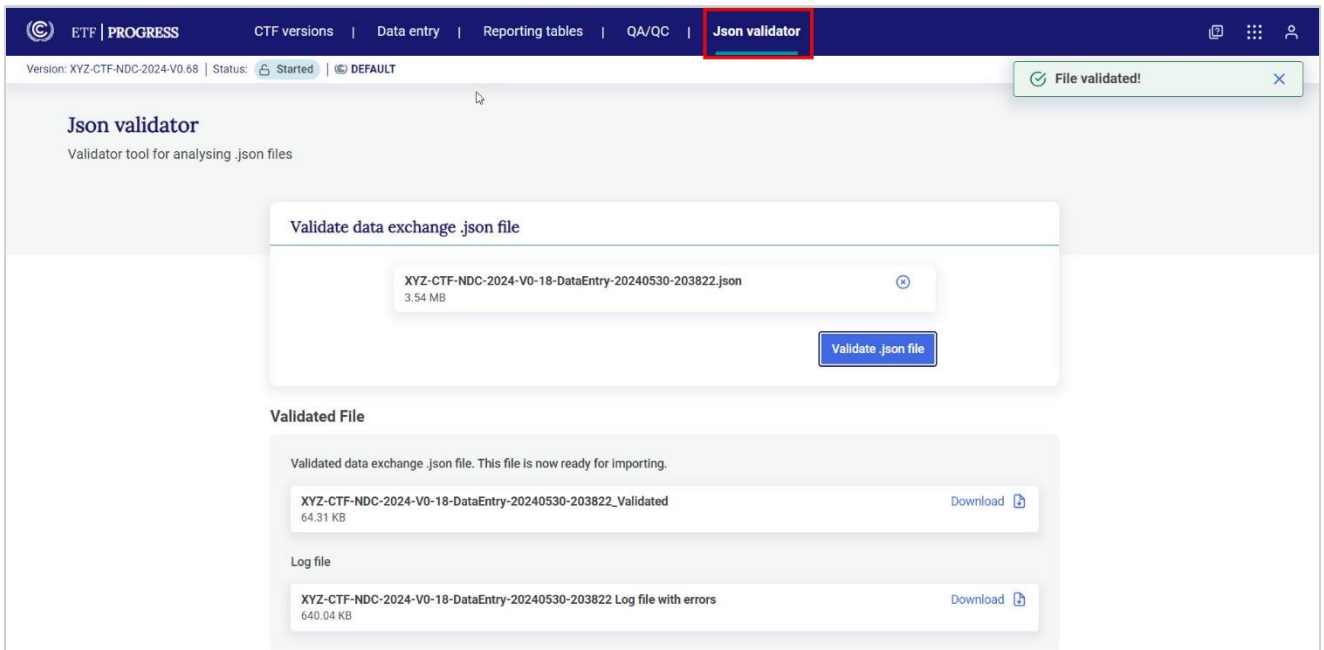 ETF | PROGRESS CTF versions | Data entry | Reporting tables | QA/QC | Json validator
Version: XYZ-CTF-NDC-2024-V0.68 | Status: Started | DEFAULT
File validated!
Json validator
Validator tool for analysing .json files
Validate data exchange .json file
XYZ-CTF-NDC-2024-V0-18-DataEntry-20240530-203822.json
3.54 MB
Validate .json file
Validated File
Validated data exchange .json file. This file is now ready for importing.
XYZ-CTF-NDC-2024-V0-18-DataEntry-20240530-203822_Validated Download
64.31 KB
Log file
XYZ-CTF-NDC-2024-V0-18-DataEntry-20240530-203822 Log file with errors Download
640.04 KB